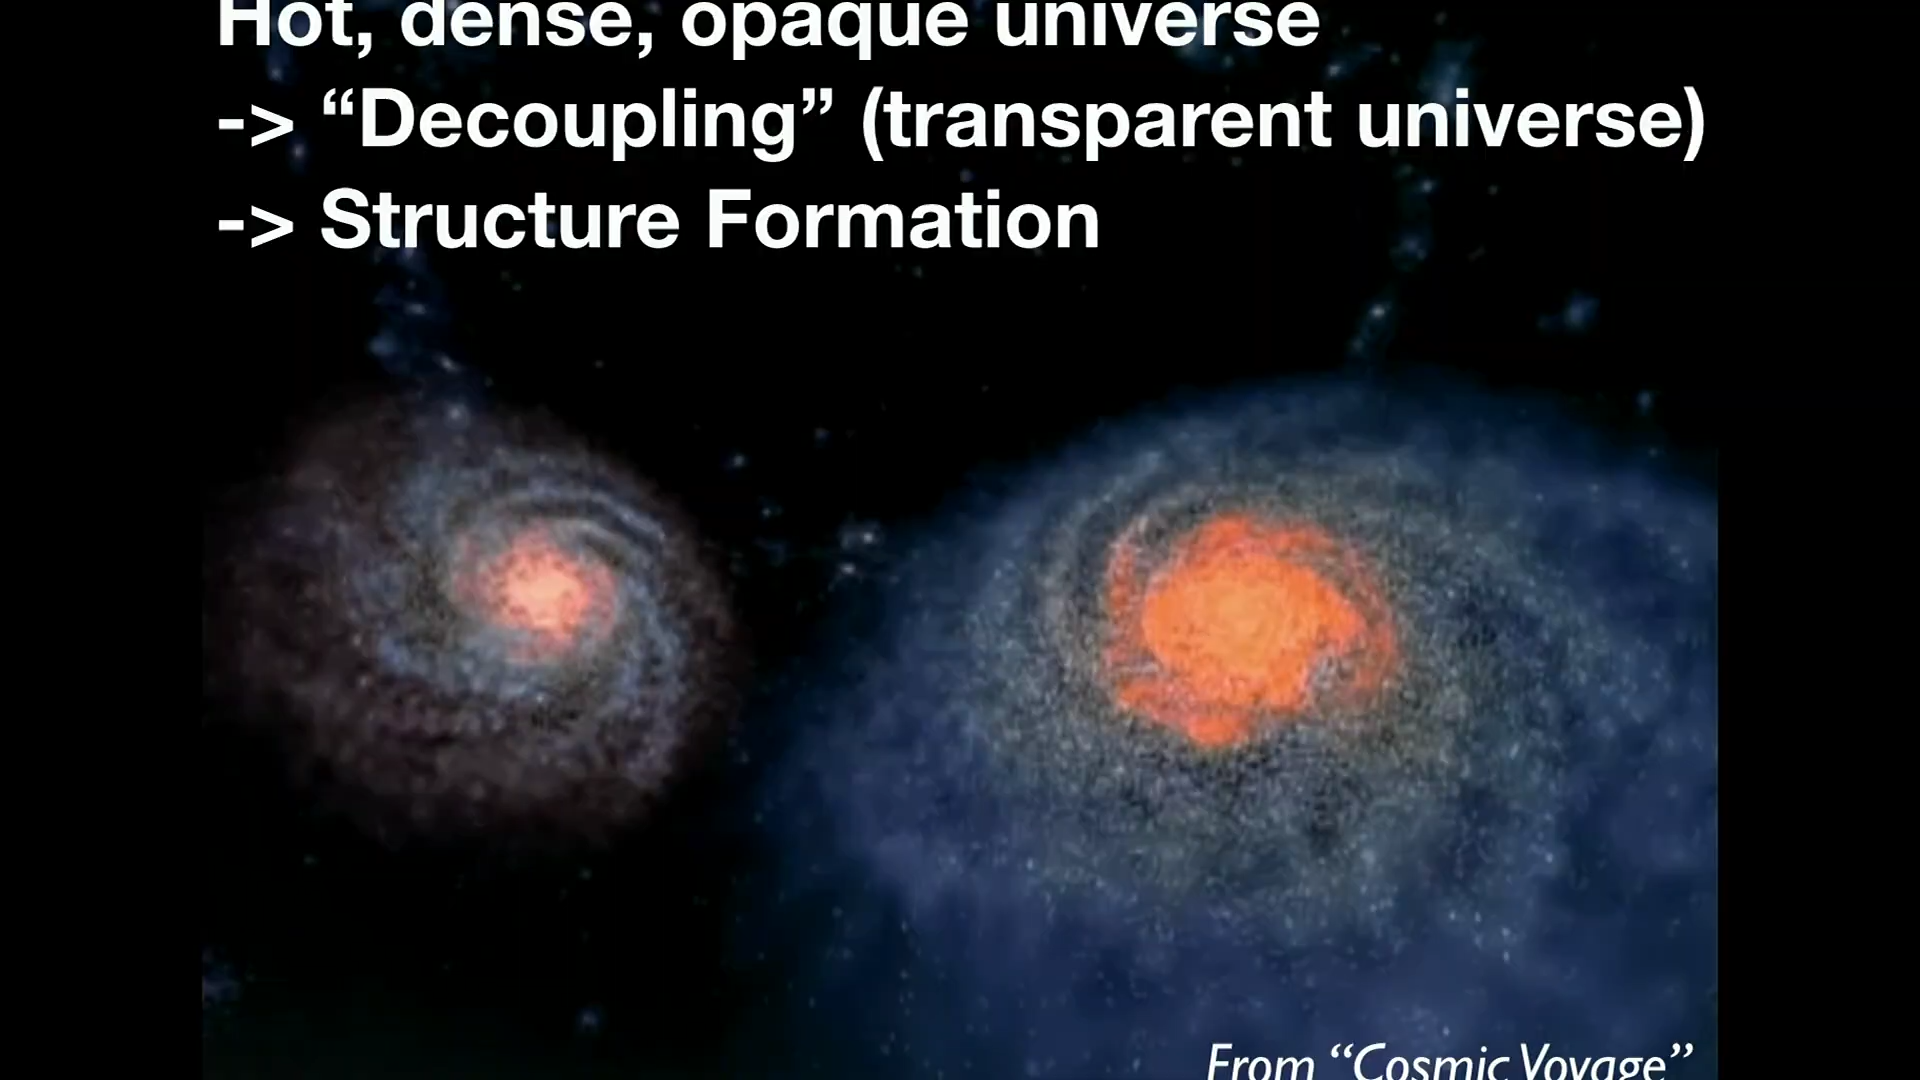 Hot, dense, opaque universe
-> “Decoupling” (transparent universe)
-> Structure Formation
From “Cosmic Voyage”